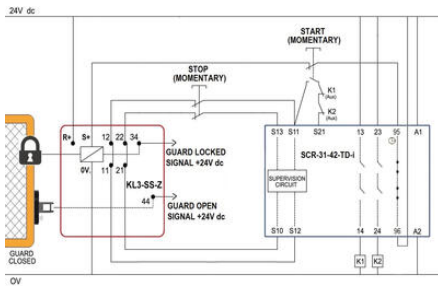 24V dc
START
(MOMENTARY)
STOP
(MOMENTARY)
K1
(Aux)
K2
(Aux)
R+ S+ 12 22 34
S13 S11 S21 13 23 95 A1
GUARD LOCKED
SIGNAL +24V dc
SCR-31-42-TD-i
0V. 11 21 KL3-SS-Z
SUPERVISION
CIRCUIT
44
GUARD OPEN
SIGNAL +24V dc
S10 S12 14 24 96 A2
GUARD
CLOSED
K1 K2
OV